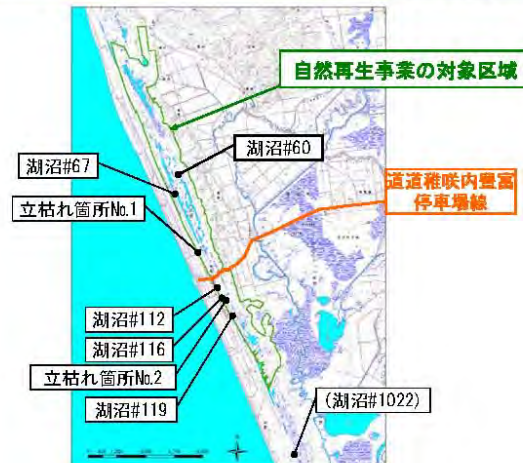 自然再生事業の対象区域
湖沼#60
湖沼#67
道道稚咲内豊富
停車場線
立枯れ箇所No.1
湖沼#112
湖沼#116
立枯れ箇所No.2
湖沼#119
(湖沼#1022)